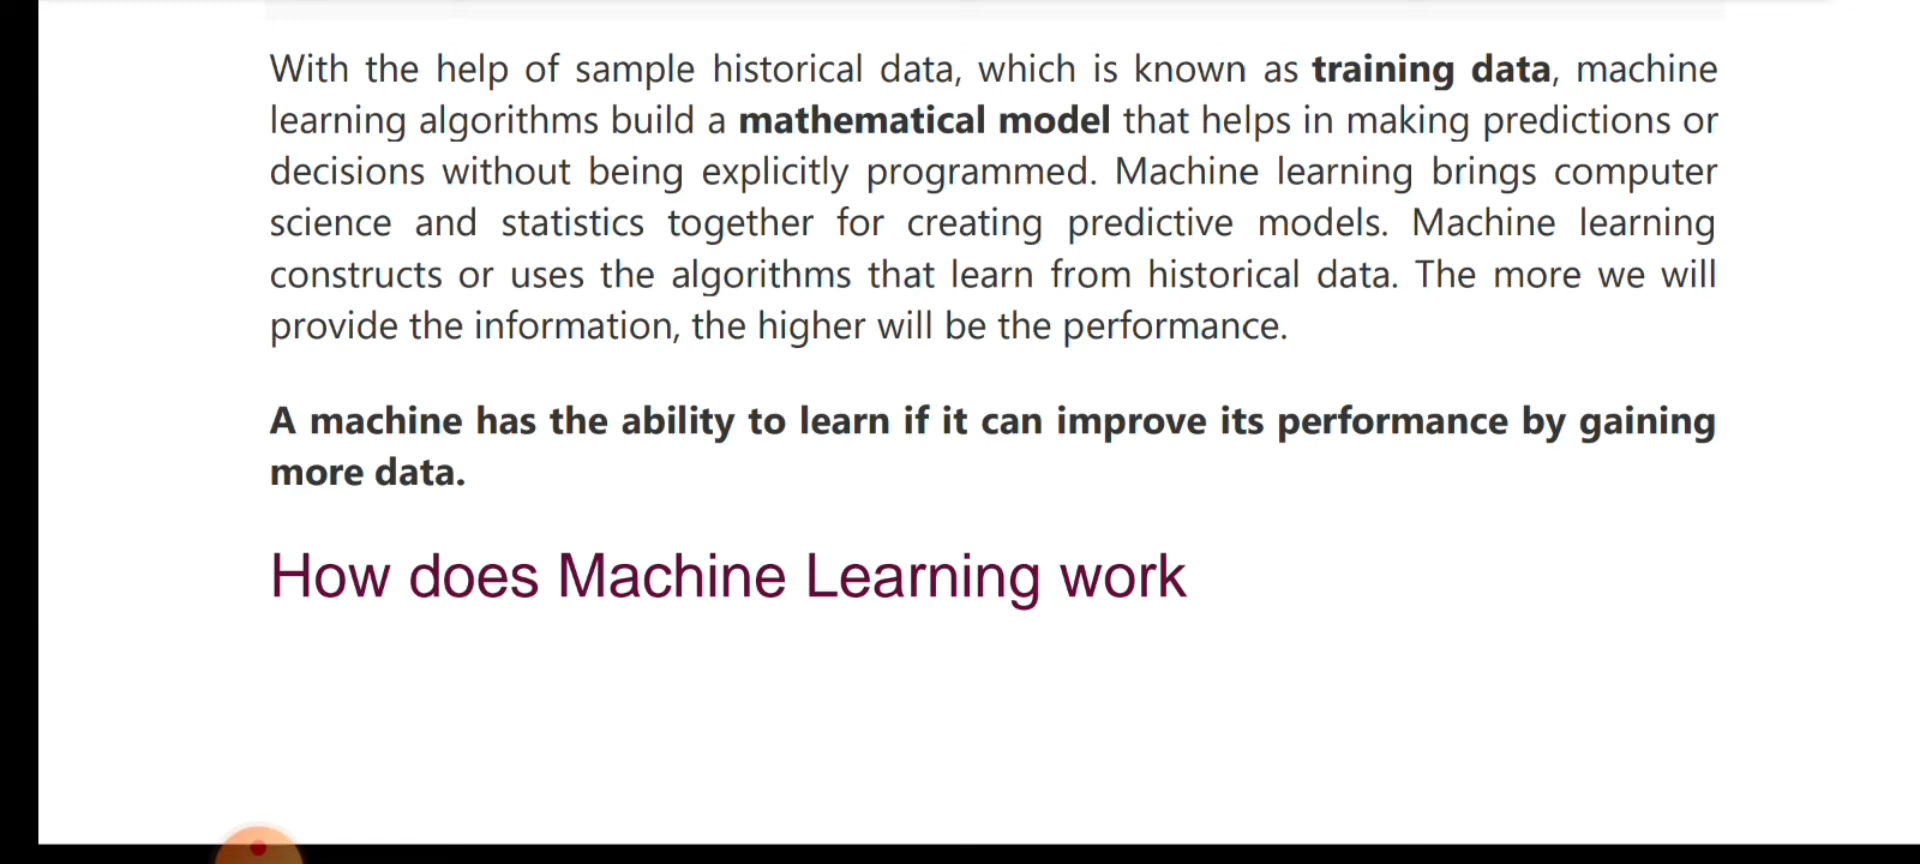 With the help of sample historical data, which is known as training data, machine
learning algorithms build a mathematical model that helps in making predictions or
decisions without being explicitly programmed. Machine learning brings computer
science and statistics together for creating predictive models. Machine learning
constructs or uses the algorithms that learn from historical data. The more we will
provide the information, the higher will be the performance.
A machine has the ability to learn if it can improve its performance by gaining
more data.
How does Machine Learning work